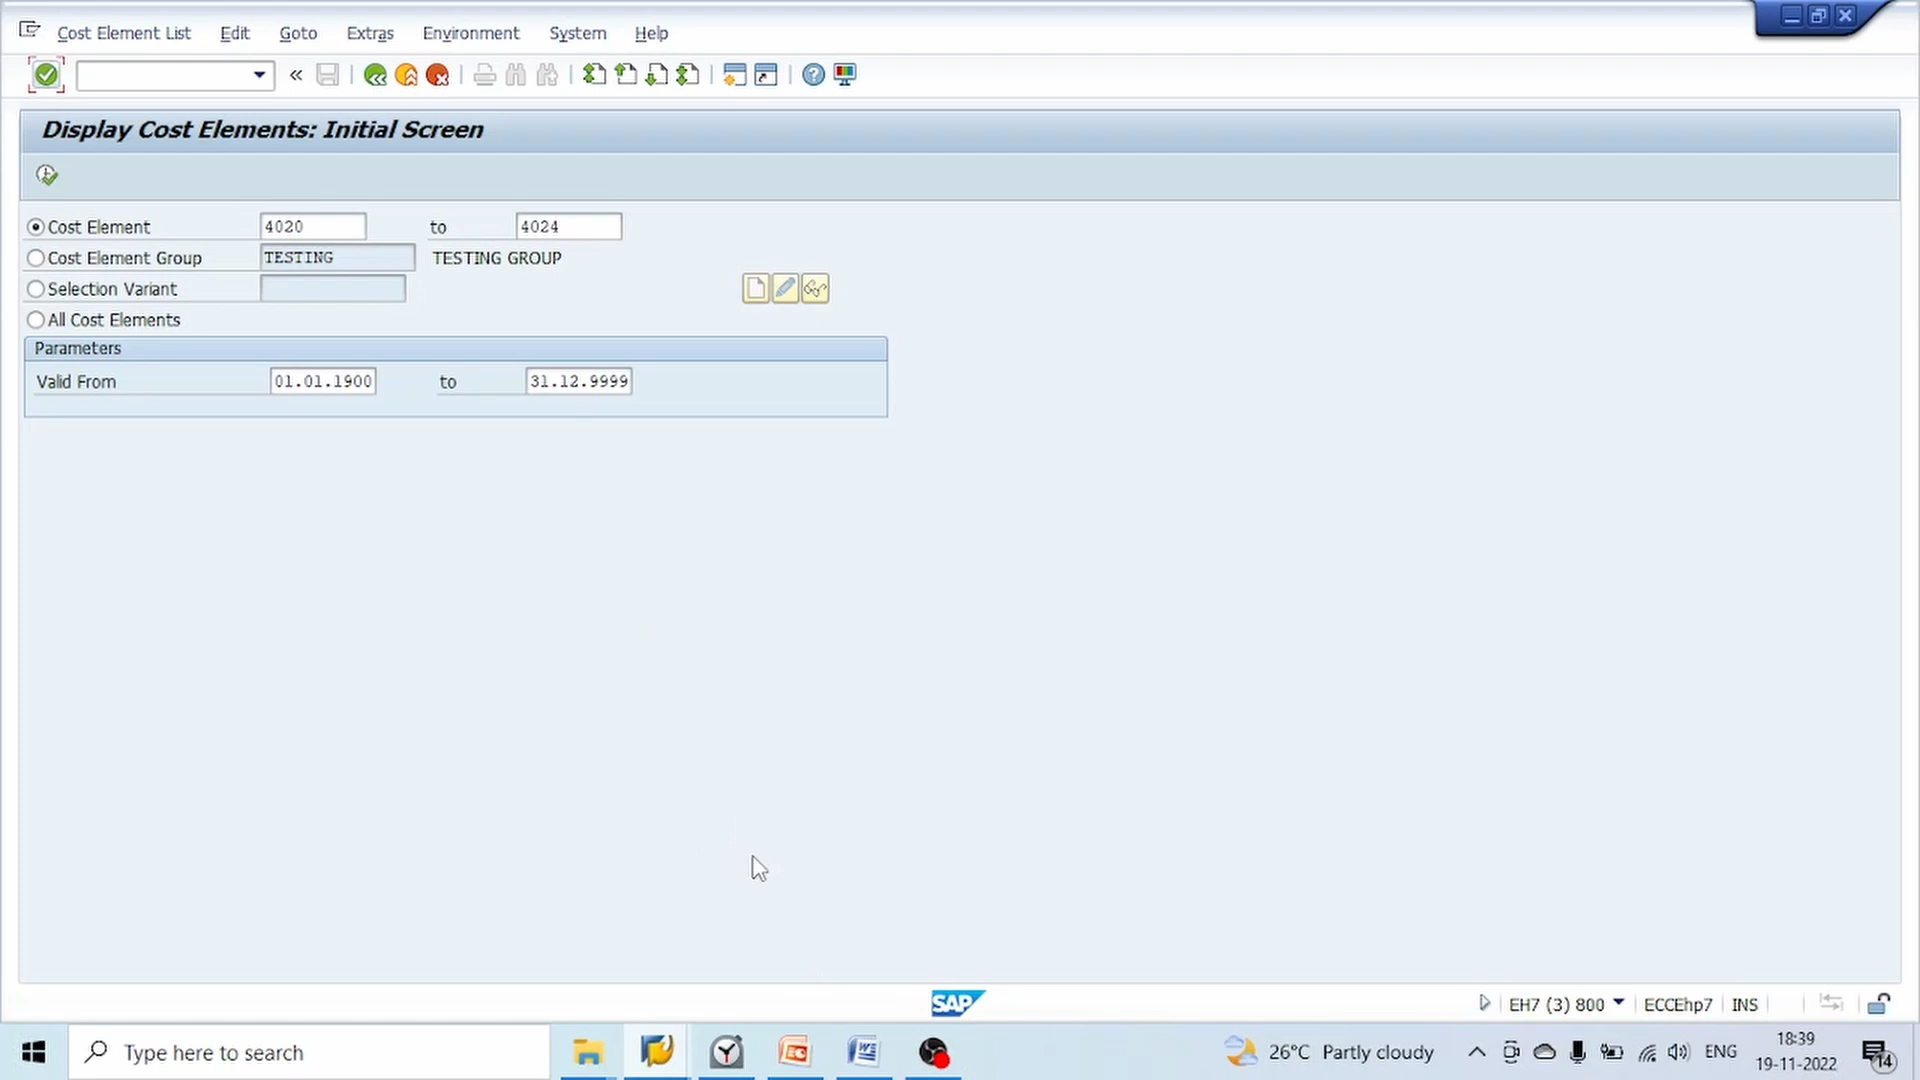 Cost Element List Edit Goto Extras Environment System Help
Display Cost Elements: Initial Screen
Cost Element 4020 to 4024
Cost Element Group TESTING TESTING GROUP
Selection Variant
All Cost Elements
Parameters
Valid From 01.01.1900 to 31.12.9999
SAP
EH7 (3) 800 ECCEhp7 INS
Type here to search
26°C Partly cloudy
ENG
18:39
19-11-2022
14